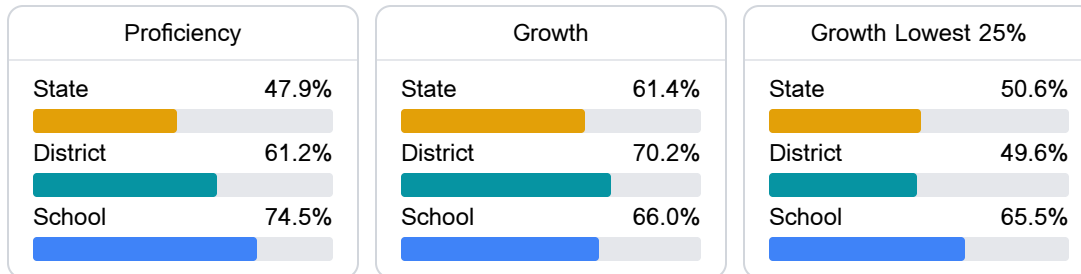 Proficiency
State 47.9%
District 61.2%
School 74.5%
Growth
State 61.4%
District 70.2%
School 66.0%
Growth Lowest 25%
State 50.6%
District 49.6%
School 65.5%